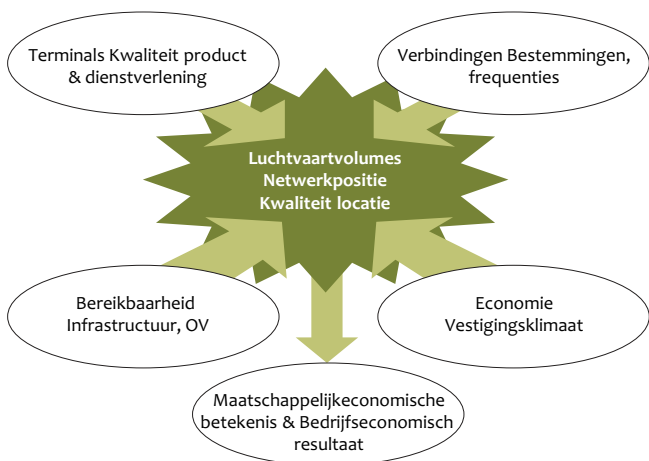 Terminals Kwaliteit product
& dienstverlening
Verbindingen Bestemmingen,
frequenties
Luchtvaartvolumes
Netwerkpositie
Kwaliteit locatie
Bereikbaarheid
Infrastructuur, OV
Economie
Vestigingsklimaat
Maatschappelijkeconomische
betekenis & Bedrijfseconomisch
resultaat